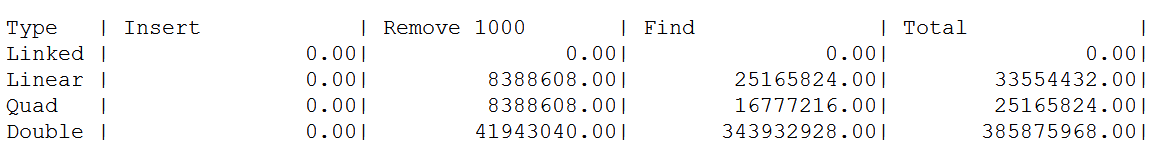 Type   | Insert            | Remove 1000       | Find              | Total             |
Linked |               0.00|               0.00|               0.00|               0.00|
Linear |               0.00|         8388608.00|        25165824.00|        33554432.00|
Quad   |               0.00|         8388608.00|        16777216.00|        25165824.00|
Double |               0.00|        41943040.00|       343932928.00|       385875968.00|